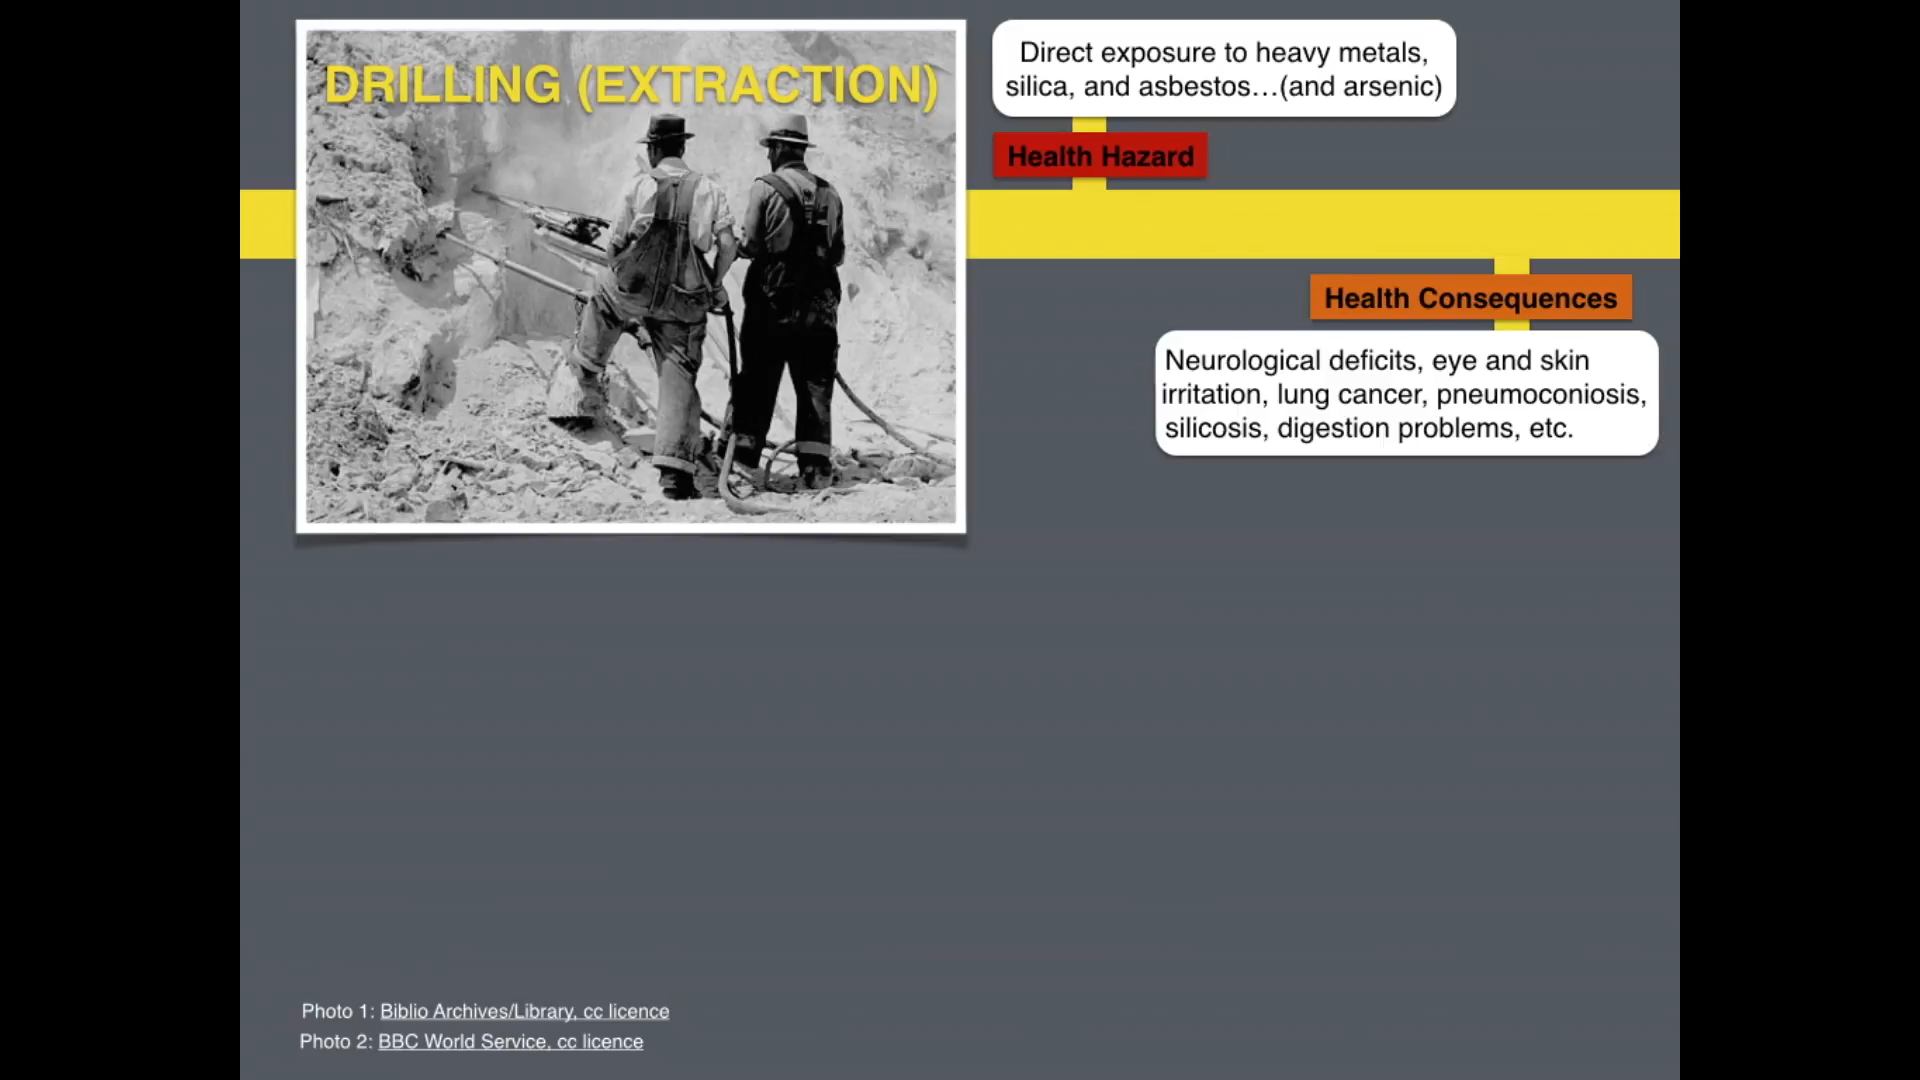 DRILLING (EXTRACTION)
Direct exposure to heavy metals,
silica, and asbestos…(and arsenic)
Health Hazard
Health Consequences
Neurological deficits, eye and skin
irritation, lung cancer, pneumoconiosis,
silicosis, digestion problems, etc.
Photo 1: Biblio Archives/Library, cc licence
Photo 2: BBC World Service, cc licence